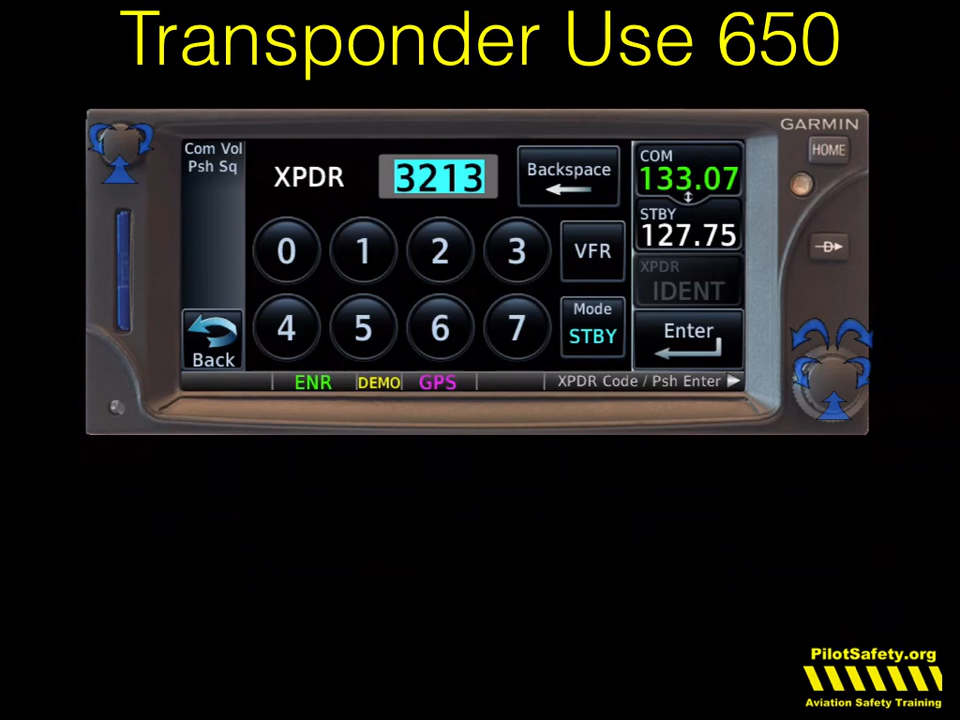 Transponder Use 650
GARMIN
HOME
Com Vol
Psh Sq
XPDR
3213
Backspace
COM
133.07
STBY
127.75
0
1
2
3
VFR
XPDR
IDENT
D
4
5
6
7
Mode
STBY
Enter
Back
ENR
DEMO
GPS
XPDR Code / Psh Enter
PilotSafety.org
Aviation Safety Training